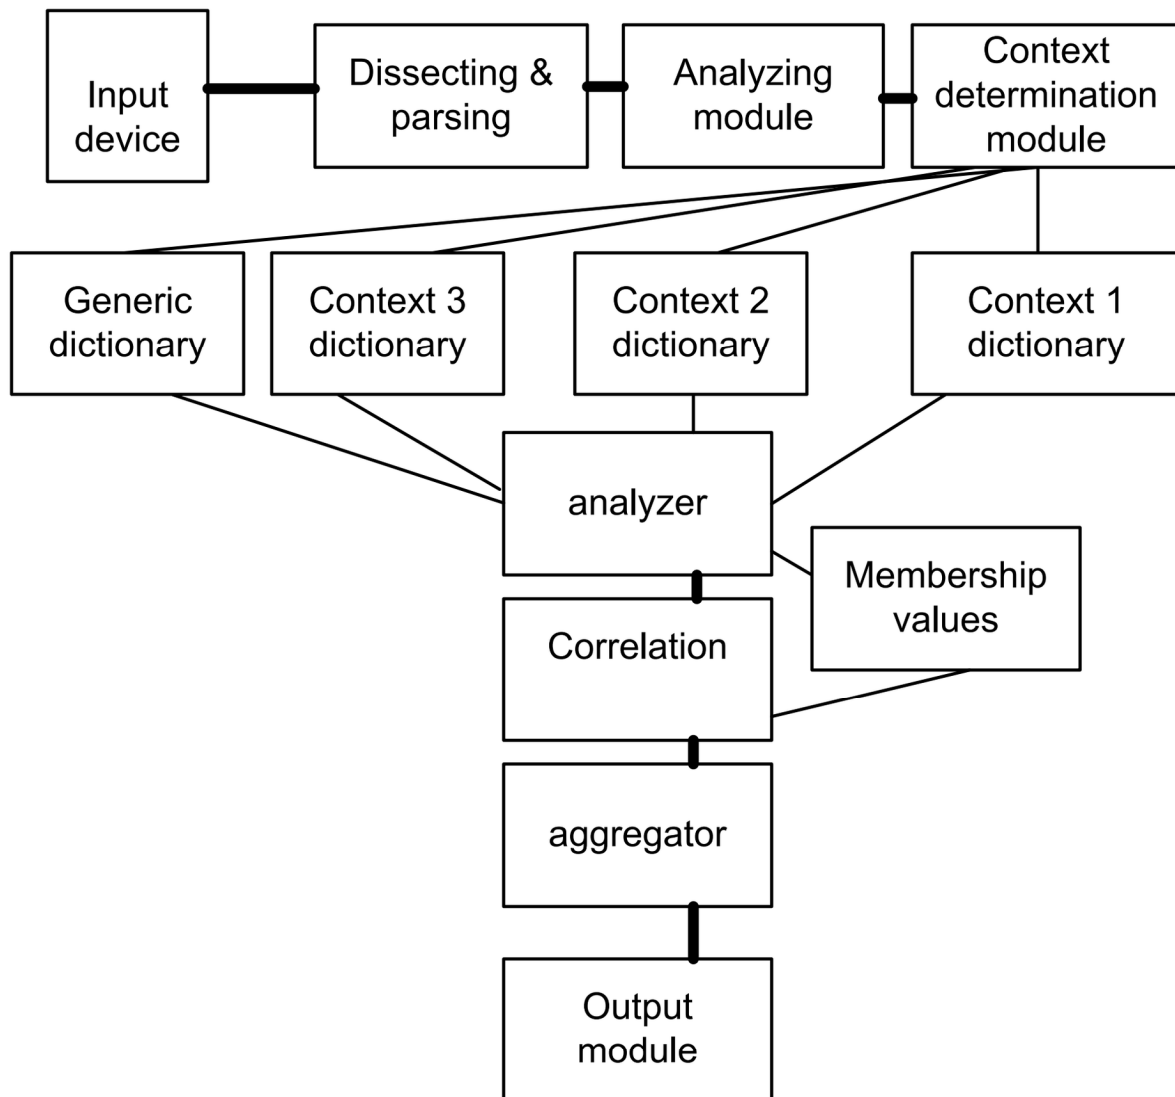 Input
device
Dissecting &
parsing
Analyzing
module
Context
determination
module
Generic
dictionary
Context 3
dictionary
Context 2
dictionary
Context 1
dictionary
analyzer
Membership
values
Correlation
aggregator
Output
module